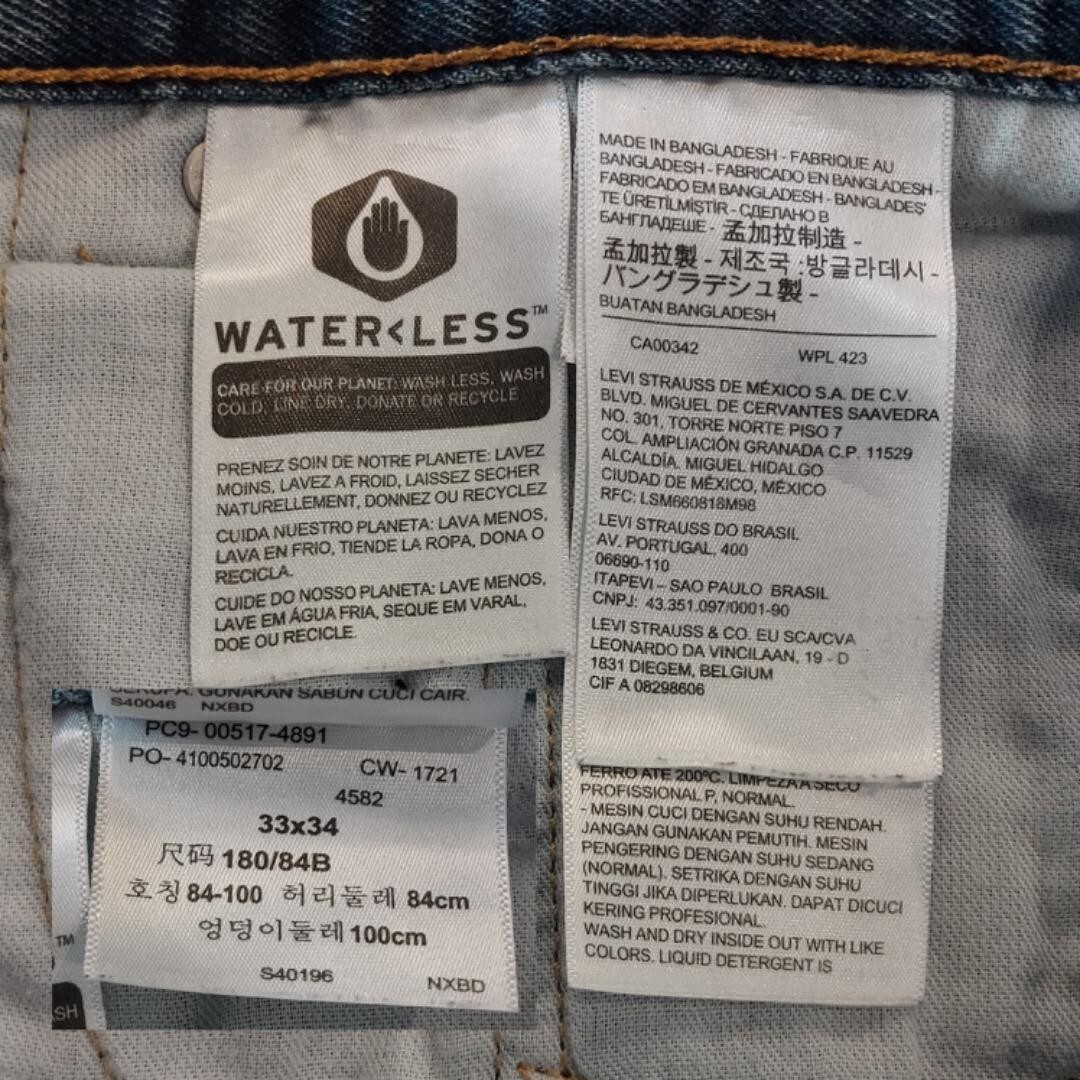 WATER<LESS™
CARE FOR OUR PLANET: WASH LESS, WASH
COLD, LINE DRY, DONATE OR RECYCLE
PRENEZ SOIN DE NOTRE PLANETE: LAVEZ
MOINS, LAVEZ A FROID, LAISSEZ SECHER
NATURELLEMENT, DONNEZ OU RECYCLEZ
CUIDA NUESTRO PLANETA: LAVA MENOS,
LAVA EN FRIO, TIENDE LA ROPA, DONA O
RECICLA.
CUIDE DO NOSSO PLANETA: LAVE MENOS,
LAVE EM ÁGUA FRIA, SEQUE EM VARAL,
DOE OU RECICLE.
MADE IN BANGLADESH - FABRIQUE AU
BANGLADESH - FABRICADO EN BANGLADESH -
FABRICADO EM BANGLADESH - BANGLADEŞ'
TE ÜRETİLMİŞTİR - СДЕЛАНО В
БАНГЛАДЕШЕ - 孟加拉制造 -
孟加拉製 - 제조국 :방글라데시 -
バングラデシュ製 -
BUATAN BANGLADESH
CA00342 WPL 423
LEVI STRAUSS DE MÉXICO S.A. DE C.V.
BLVD. MIGUEL DE CERVANTES SAAVEDRA
NO. 301, TORRE NORTE PISO 7
COL. AMPLIACIÓN GRANADA C.P. 11529
ALCALDÍA. MIGUEL HIDALGO
CIUDAD DE MÉXICO, MÉXICO
RFC: LSM660818M98
LEVI STRAUSS DO BRASIL
AV. PORTUGAL, 400
06690-110
ITAPEVI – SAO PAULO BRASIL
CNPJ: 43.351.097/0001-90
LEVI STRAUSS & CO. EU SCA/CVA
LEONARDO DA VINCILAAN, 19 - D
1831 DIEGEM, BELGIUM
CIF A 08298606
FERRO ATÉ 200ºC. LIMPEZA A SECO
PROFISSIONAL P, NORMAL.
- MESIN CUCI DENGAN SUHU RENDAH.
JANGAN GUNAKAN PEMUTIH. MESIN
PENGERING DENGAN SUHU SEDANG
(NORMAL). SETRIKA DENGAN SUHU
TINGGI JIKA DIPERLUKAN. DAPAT DICUCI
KERING PROFESIONAL.
WASH AND DRY INSIDE OUT WITH LIKE
COLORS. LIQUID DETERGENT IS
SERUPA. GUNAKAN SABUN CUCI CAIR.
S40046 NXBD
PC9- 00517-4891
PO- 4100502702 CW- 1721
4582
33x34
尺码 180/84B
호칭 84-100 허리둘레 84cm
엉덩이둘레 100cm
S40196 NXBD
TM
SH